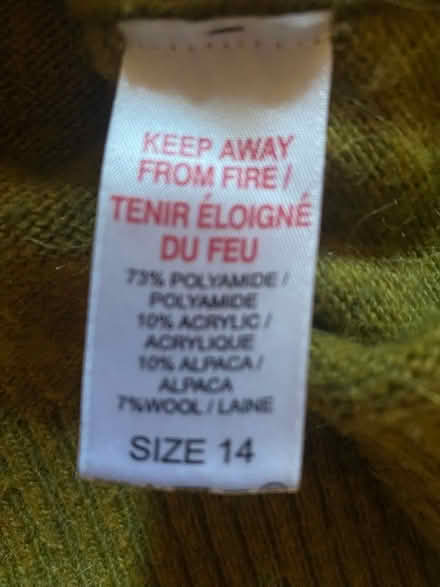 KEEP AWAY
FROM FIRE /
TENIR ÉLOIGNÉ
DU FEU
73% POLYAMIDE /
POLYAMIDE
10% ACRYLIC /
ACRYLIQUE
10% ALPACA /
ALPACA
7%WOOL / LAINE
SIZE 14